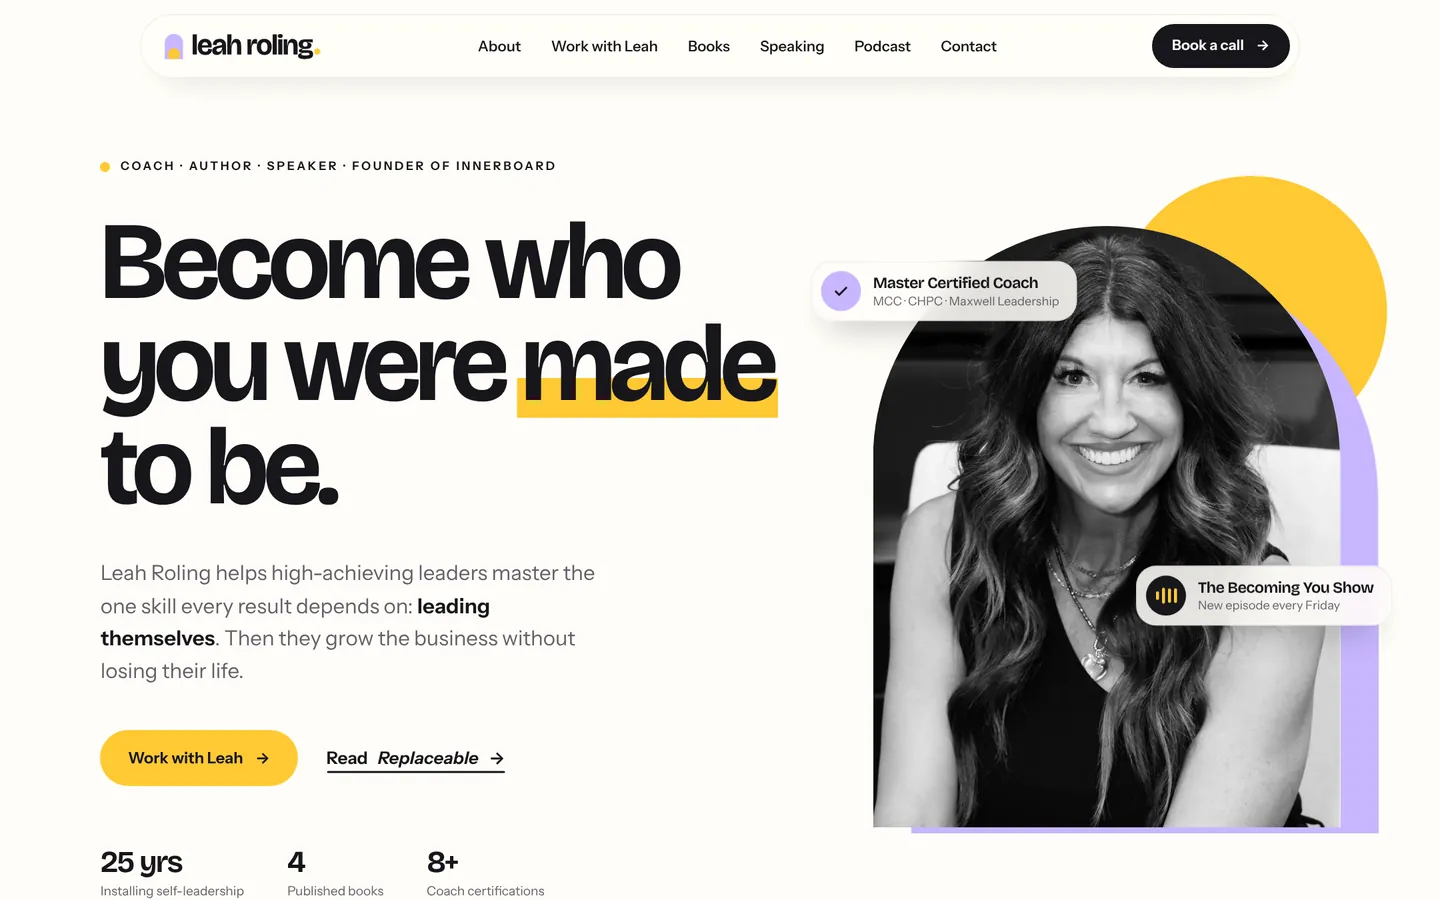 leah roling.
About
Work with Leah
Books
Speaking
Podcast
Contact
Book a call →
COACH · AUTHOR · SPEAKER · FOUNDER OF INNERBOARD
Become who
you were made
to be.
Leah Roling helps high-achieving leaders master the
one skill every result depends on: leading
themselves. Then they grow the business without
losing their life.
Work with Leah →
Read Replaceable →
25 yrs
Installing self-leadership
4
Published books
8+
Coach certifications
Master Certified Coach
MCC · CHPC · Maxwell Leadership
The Becoming You Show
New episode every Friday